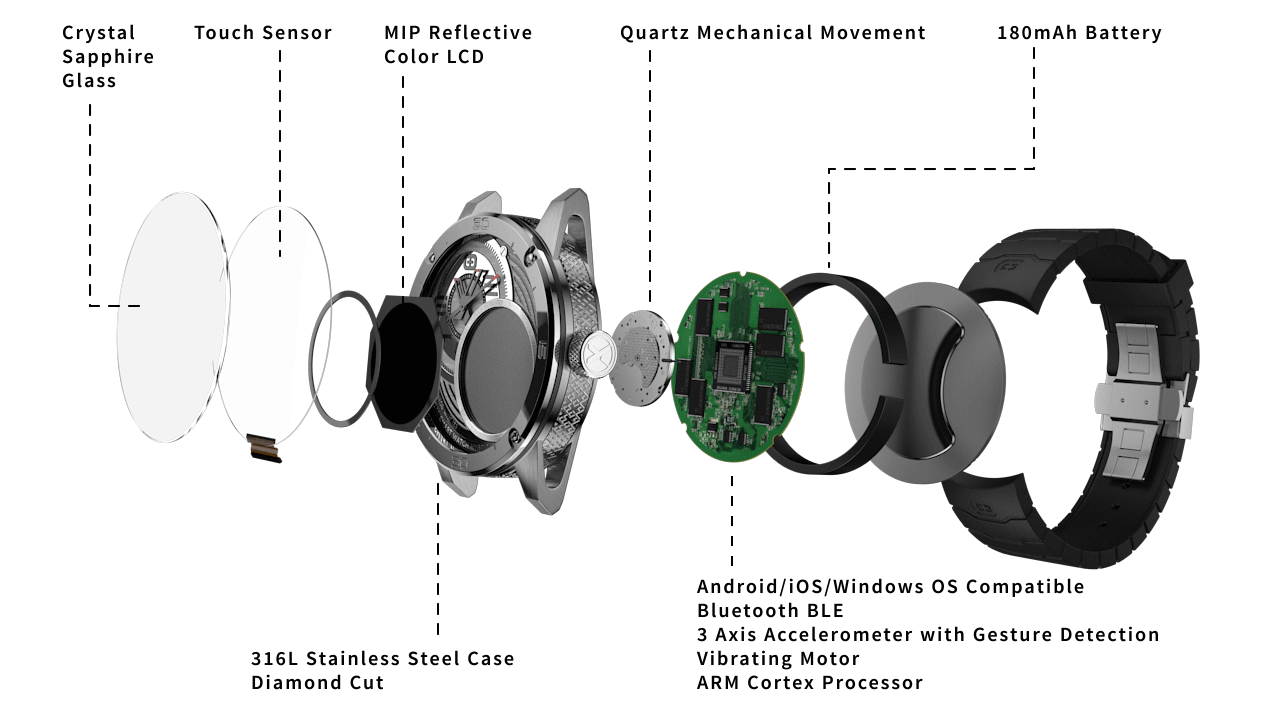 Crystal
Sapphire
Glass
Touch Sensor
MIP Reflective
Color LCD
Quartz Mechanical Movement
180mAh Battery
316L Stainless Steel Case
Diamond Cut
Android/iOS/Windows OS Compatible
Bluetooth BLE
3 Axis Accelerometer with Gesture Detection
Vibrating Motor
ARM Cortex Processor